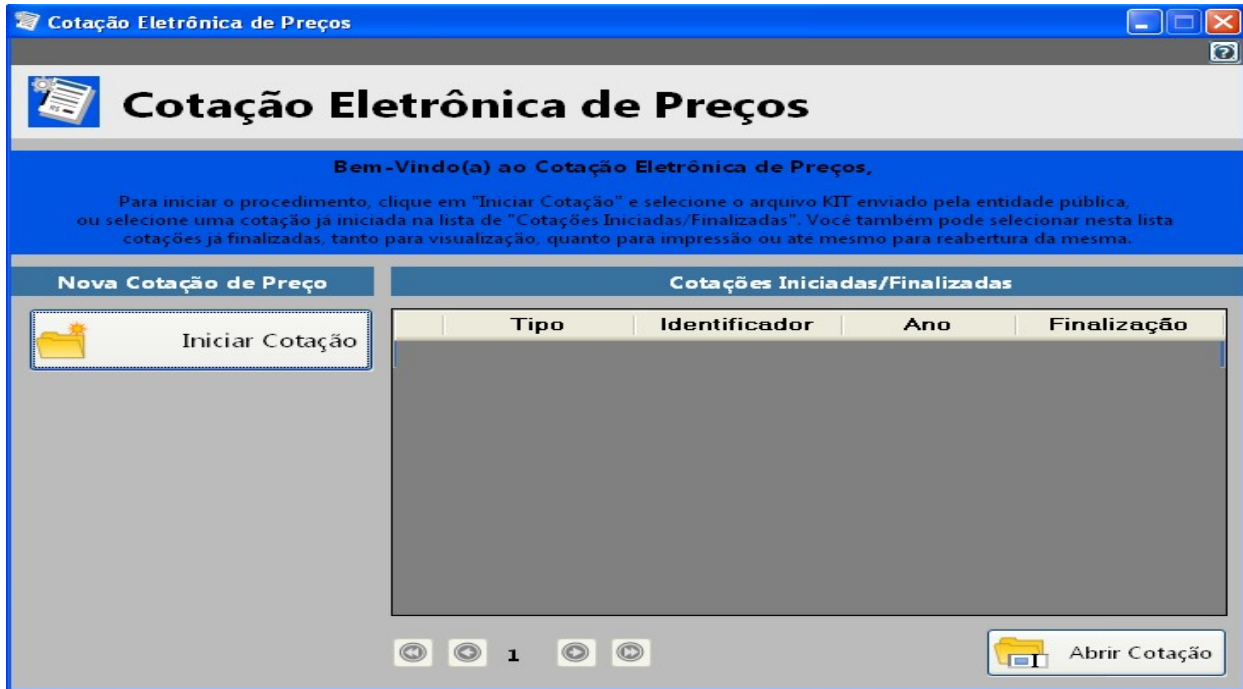 Cotação Eletrônica de Preços
Cotação Eletrônica de Preços
Bem-Vindo(a) ao Cotação Eletrônica de Preços,
Para iniciar o procedimento, clique em "Iniciar Cotação" e selecione o arquivo KIT enviado pela entidade pública,
ou selecione uma cotação já iniciada na lista de "Cotações Iniciadas/Finalizadas". Você também pode selecionar nesta lista
cotações já finalizadas, tanto para visualização, quanto para impressão ou até mesmo para reabertura da mesma.
Nova Cotação de Preço
Cotações Iniciadas/Finalizadas
Iniciar Cotação
Tipo Identificador Ano Finalização
1
Abrir Cotação